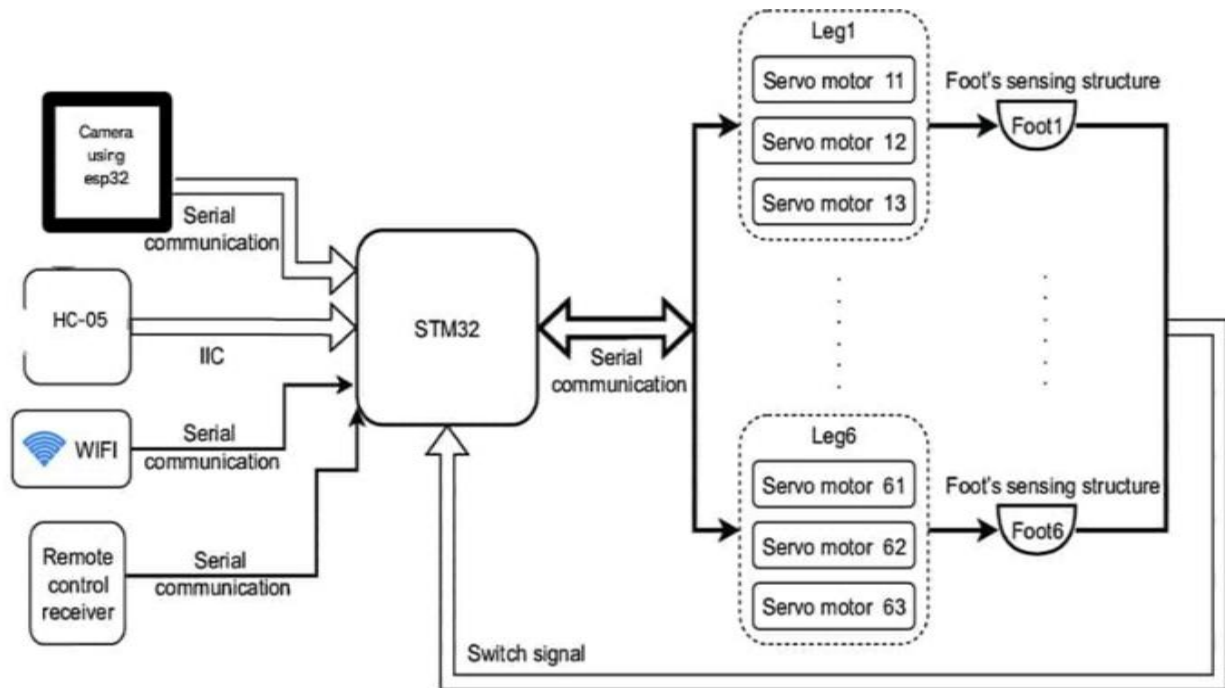 Leg1
Servo motor 11
Servo motor 12
Servo motor 13
Foot's sensing structure
Foot1
Camera
using
esp32
Serial
communication
HC-05
IIC
STM32
Serial
communication
WIFI
Serial
communication
Remote
control
receiver
Serial
communication
Leg6
Servo motor 61
Servo motor 62
Servo motor 63
Foot's sensing structure
Foot6
Switch signal